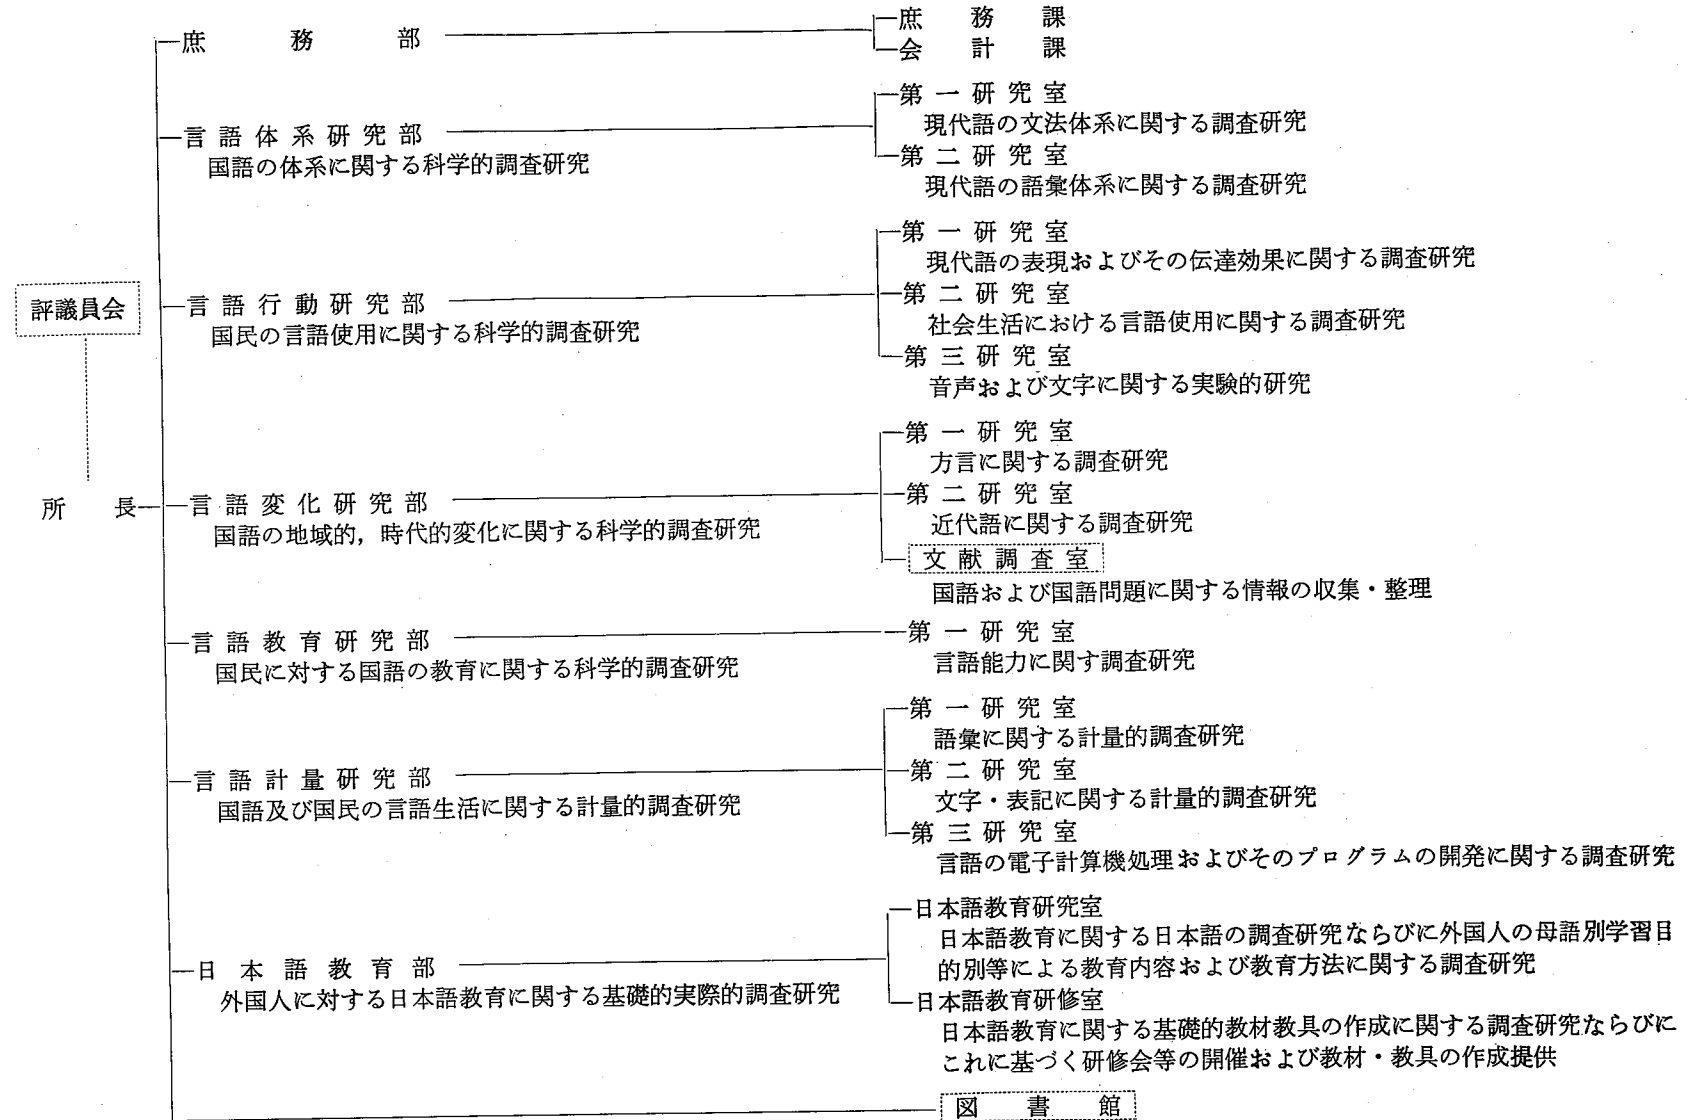 評議員会
所長
庶務部
庶務課
会計課
言語体系研究部
国語の体系に関する科学的調査研究
第一研究室
現代語の文法体系に関する調査研究
第二研究室
現代語の語彙体系に関する調査研究
言語行動研究部
国民の言語使用に関する科学的調査研究
第一研究室
現代語の表現およびその伝達効果に関する調査研究
第二研究室
社会生活における言語使用に関する調査研究
第三研究室
音声および文字に関する実験的研究
言語変化研究部
国語の地域的，時代的変化に関する科学的調査研究
第一研究室
方言に関する調査研究
第二研究室
近代語に関する調査研究
文献調査室
国語および国語問題に関する情報の収集・整理
言語教育研究部
国民に対する国語の教育に関する科学的調査研究
第一研究室
言語能力に関す調査研究
言語計量研究部
国語及び国民の言語生活に関する計量的調査研究
第一研究室
語彙に関する計量的調査研究
第二研究室
文字・表記に関する計量的調査研究
第三研究室
言語の電子計算機処理およびそのプログラムの開発に関する調査研究
日本語教育部
外国人に対する日本語教育に関する基礎的実際的調査研究
日本語教育研究室
日本語教育に関する日本語の調査研究ならびに外国人の母語別学習目
的別等による教育内容および教育方法に関する調査研究
日本語教育研修室
日本語教育に関する基礎的教材教具の作成に関する調査研究ならびに
これに基づく研修会等の開催および教材・教具の作成提供
図書館